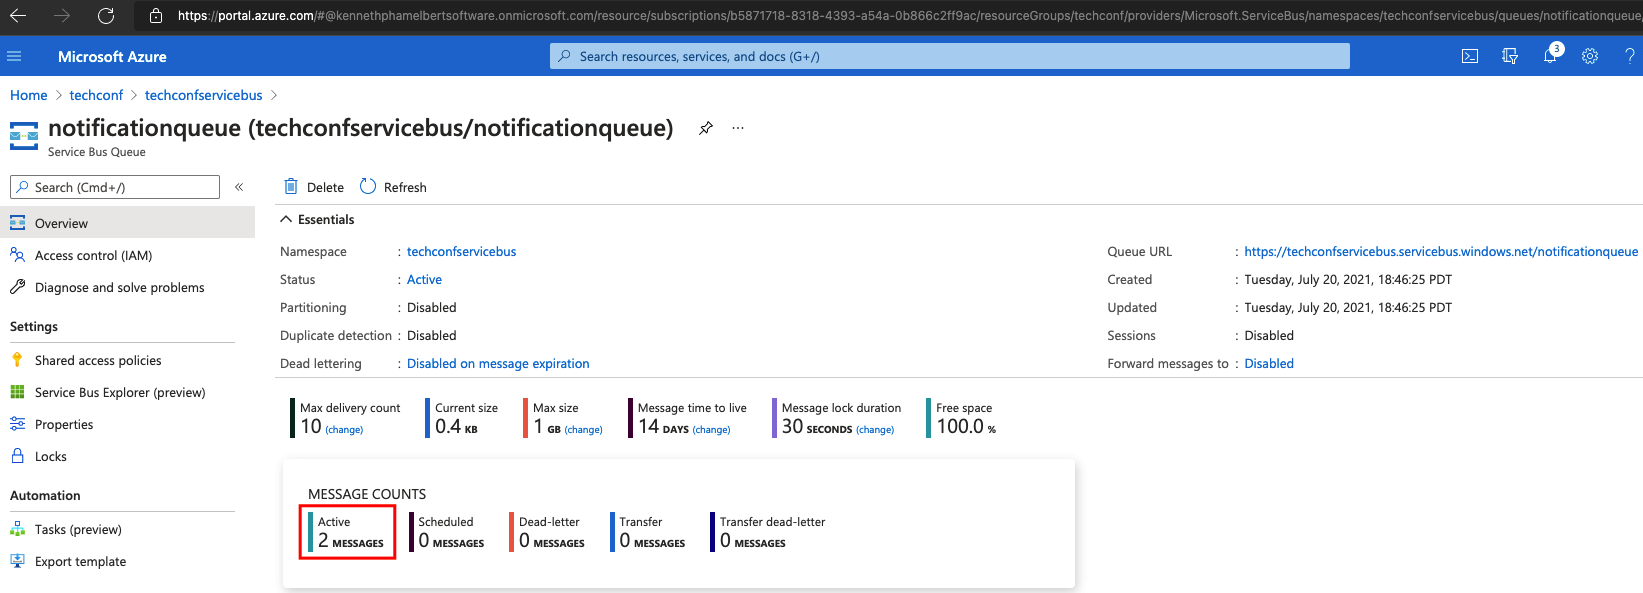 https://portal.azure.com/#@kennethphamelbertsoftware.onmicrosoft.com/resource/subscriptions/b5871718-8318-4393-a54a-0b866c2ff9ac/resourceGroups/techconf/providers/Microsoft.ServiceBus/namespaces/techconfservicebus/queues/notificationqueue/
Microsoft Azure
Search resources, services, and docs (G+/)
3
?
Home > techconf > techconfservicebus >
notificationqueue (techconfservicebus/notificationqueue) ...
Service Bus Queue
Search (Cmd+/) «
Delete Refresh
Overview
Access control (IAM)
Diagnose and solve problems
Settings
Shared access policies
Service Bus Explorer (preview)
Properties
Locks
Automation
Tasks (preview)
Export template
Essentials
Namespace : techconfservicebus
Status : Active
Partitioning : Disabled
Duplicate detection : Disabled
Dead lettering : Disabled on message expiration
Queue URL : https://techconfservicebus.servicebus.windows.net/notificationqueue
Created : Tuesday, July 20, 2021, 18:46:25 PDT
Updated : Tuesday, July 20, 2021, 18:46:25 PDT
Sessions : Disabled
Forward messages to : Disabled
Max delivery count
10 (change)
Current size
0.4 KB
Max size
1 GB (change)
Message time to live
14 DAYS (change)
Message lock duration
30 SECONDS (change)
Free space
100.0 %
MESSAGE COUNTS
Active
2 MESSAGES
Scheduled
0 MESSAGES
Dead-letter
0 MESSAGES
Transfer
0 MESSAGES
Transfer dead-letter
0 MESSAGES